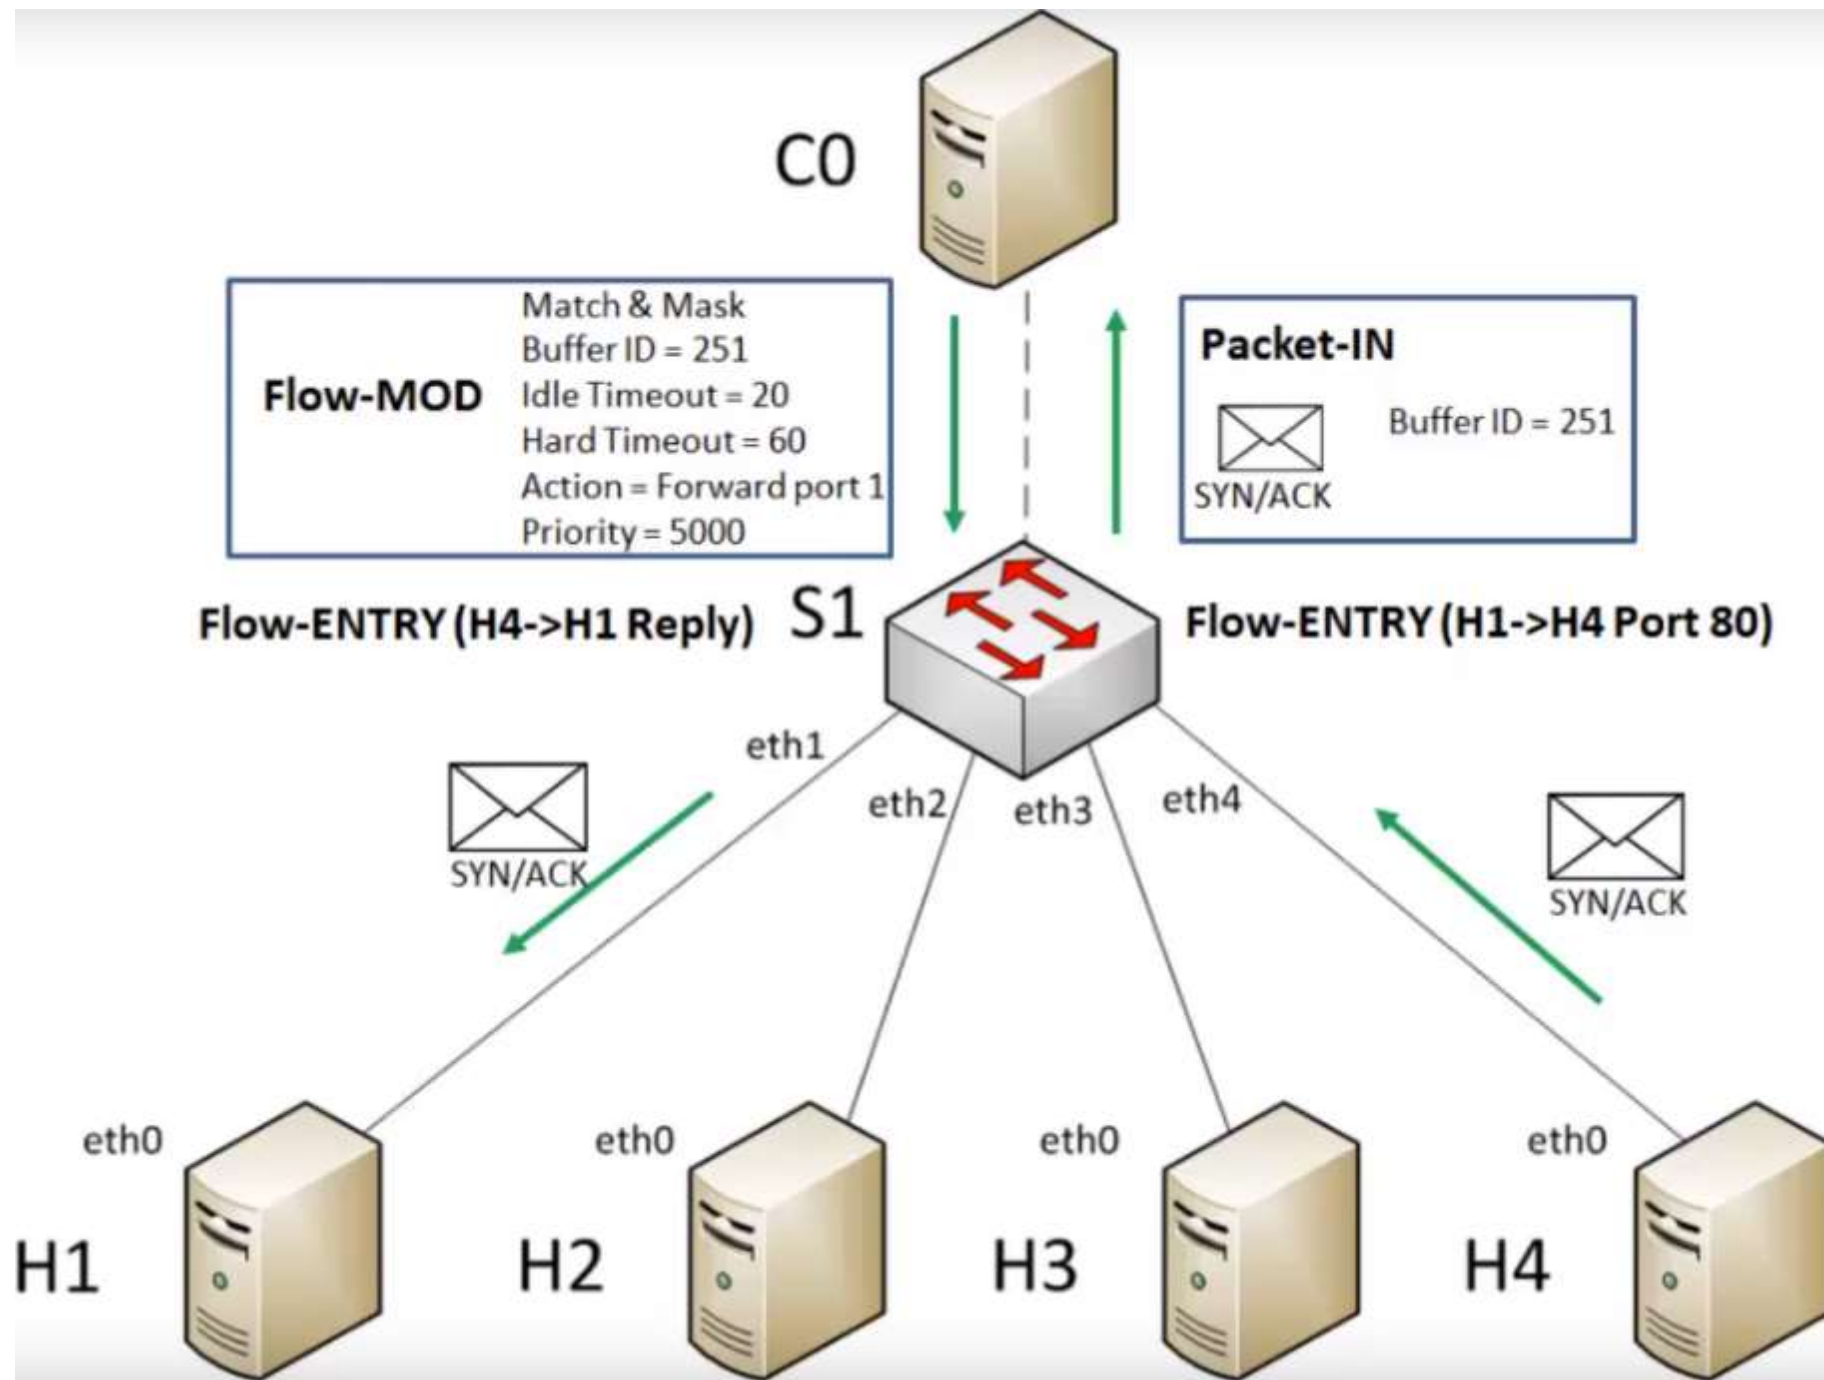 C0
Flow-MOD
Match & Mask
Buffer ID = 251
Idle Timeout = 20
Hard Timeout = 60
Action = Forward port 1
Priority = 5000
Packet-IN
Buffer ID = 251
SYN/ACK
Flow-ENTRY (H4->H1 Reply)
S1
Flow-ENTRY (H1->H4 Port 80)
eth1
eth2
eth3
eth4
SYN/ACK
SYN/ACK
eth0
eth0
eth0
eth0
H1
H2
H3
H4